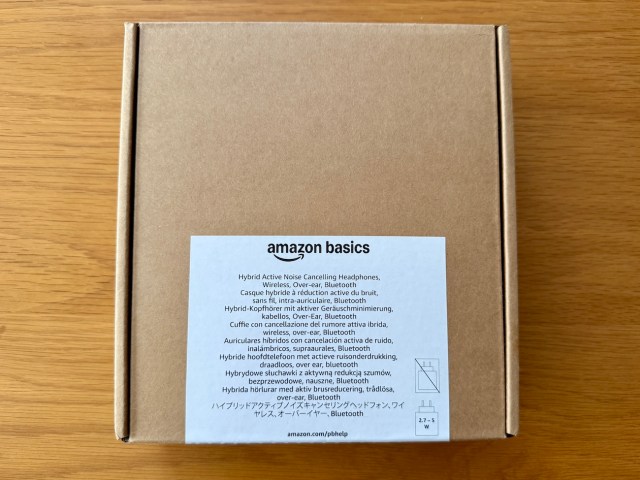 amazon basics
Hybrid Active Noise Cancelling Headphones,
Wireless, Over-ear, Bluetooth
Casque hybride à réduction active du bruit,
sans fil, intra-auriculaire, Bluetooth
Hybrid-Kopfhörer mit aktiver Geräuschminimierung,
kabellos, Over-Ear, Bluetooth
Cuffie con cancellazione del rumore attiva ibrida,
wireless, over-ear, Bluetooth
Auriculares híbridos con cancelación activa de ruido,
inalámbricos, supraaurales, Bluetooth
Hybride hoofdtelefoon met actieve ruisonderdrukking,
draadloos, over ear, bluetooth
Hybrydowe słuchawki z aktywną redukcją szumów,
bezprzewodowe, nauszne, Bluetooth
Hybrida hörlurar med aktiv brusreducering, trådlösa,
over-ear, Bluetooth
ハイブリッドアクティブノイズキャンセリングヘッドフォン、ワイ
ヤレス、オーバーイヤー、Bluetooth
amazon.com/pbhelp
2.7 – 5
W